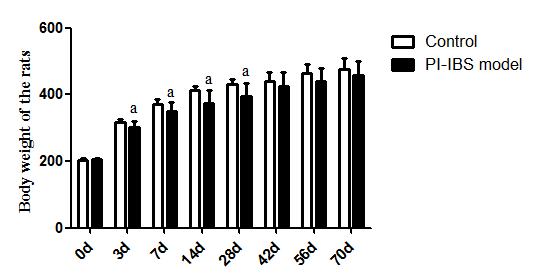 Body weight of the rats
600
400
200
0
a
a
a
a
0d
3d
7d
14d
28d
42d
56d
70d
Control
PI-IBS model